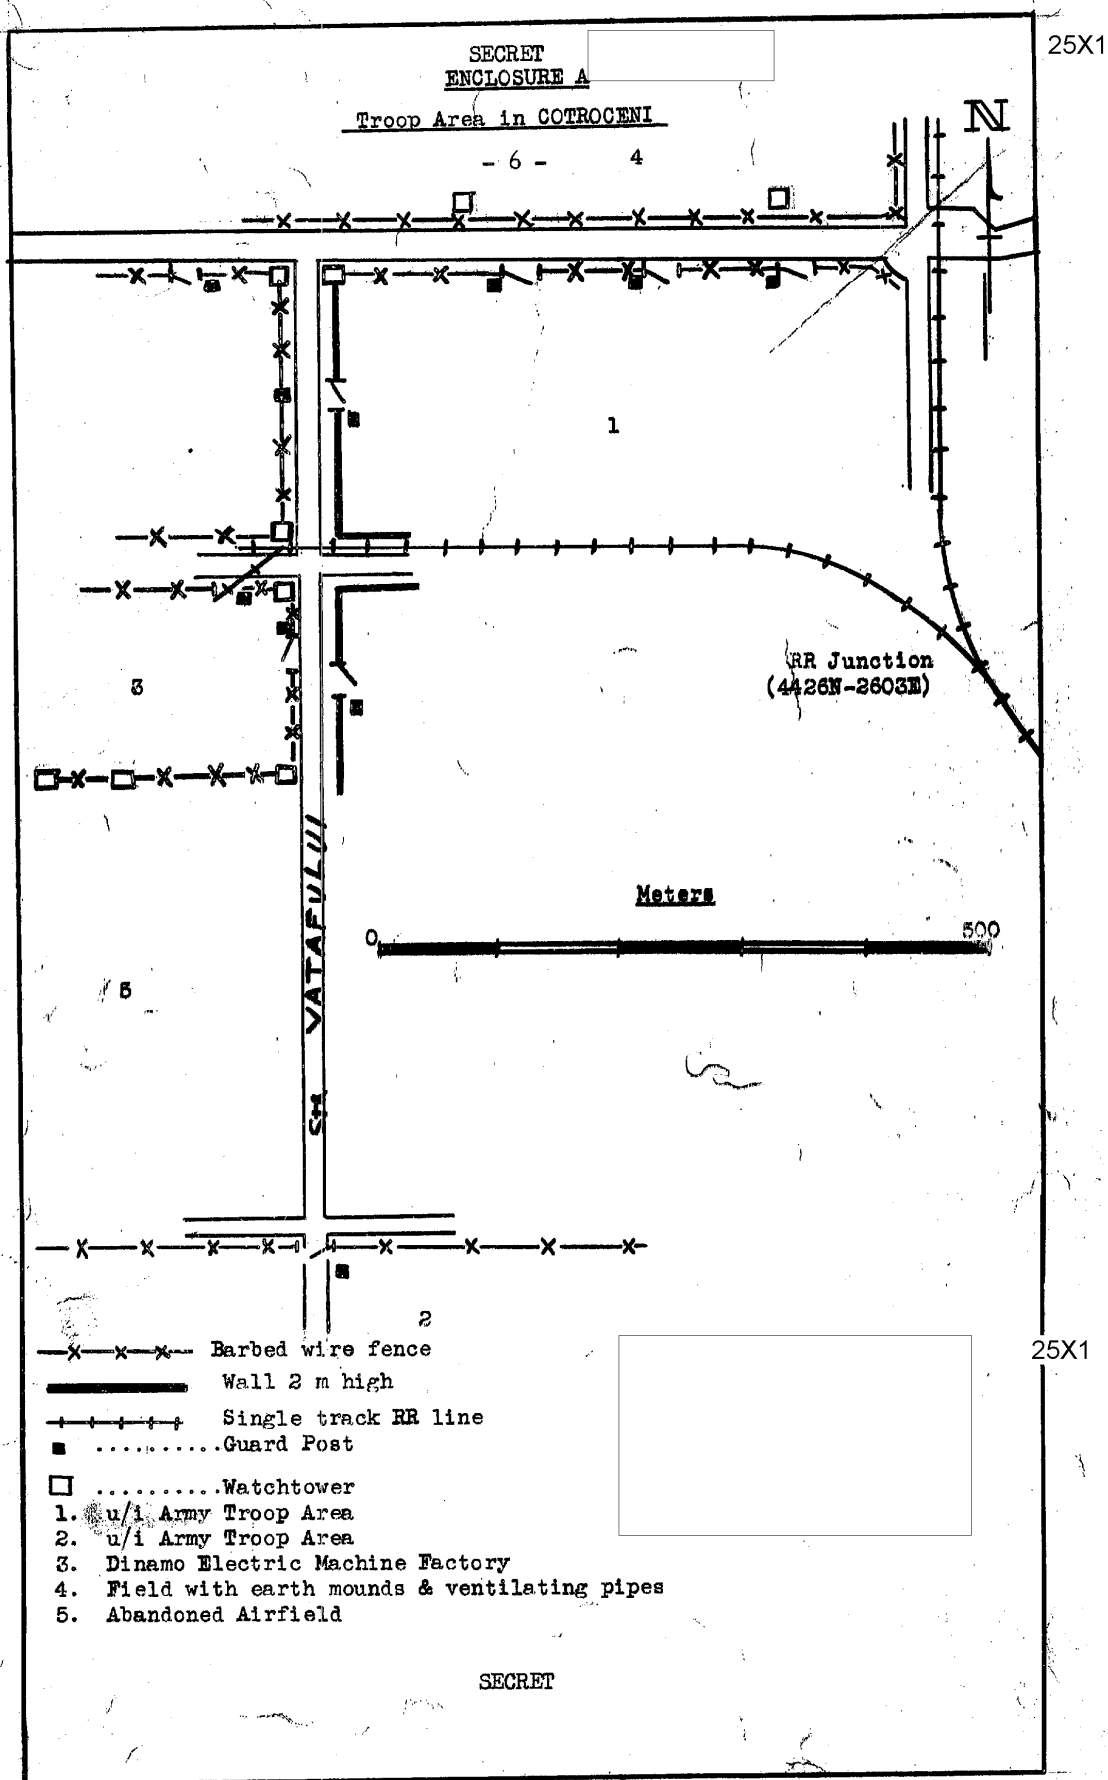 25X1
SECRET
ENCLOSURE A
Troop Area in COTROCENI
- 6 -
4
N
1
RR Junction
(4426N-2603E)
3
Meters
0
500
CH VATAFULUI
5
2
Barbed wire fence
25X1
Wall 2 m high
Single track RR line
..........Guard Post
..........Watchtower
1. u/i Army Troop Area
2. u/i Army Troop Area
3. Dinamo Electric Machine Factory
4. Field with earth mounds & ventilating pipes
5. Abandoned Airfield
SECRET